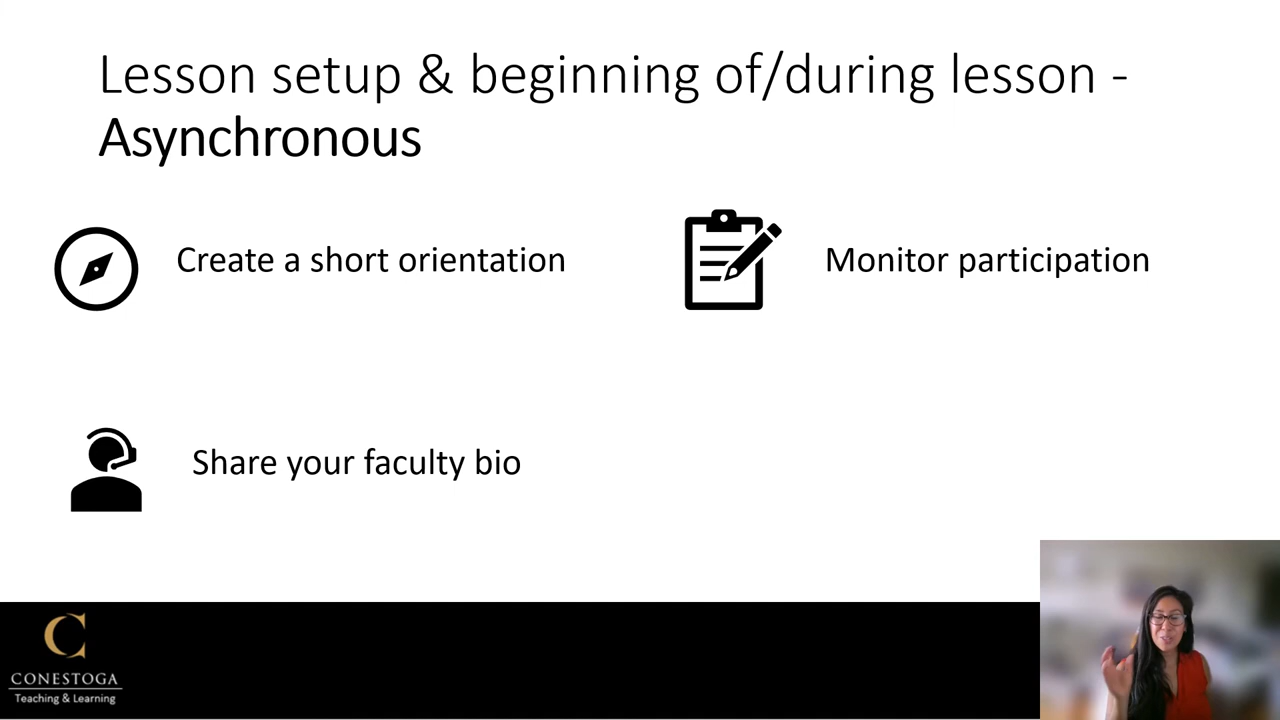 Lesson setup & beginning of/during lesson -
Asynchronous
Create a short orientation
Monitor participation
Share your faculty bio
C
CONESTOGA
Teaching & Learning